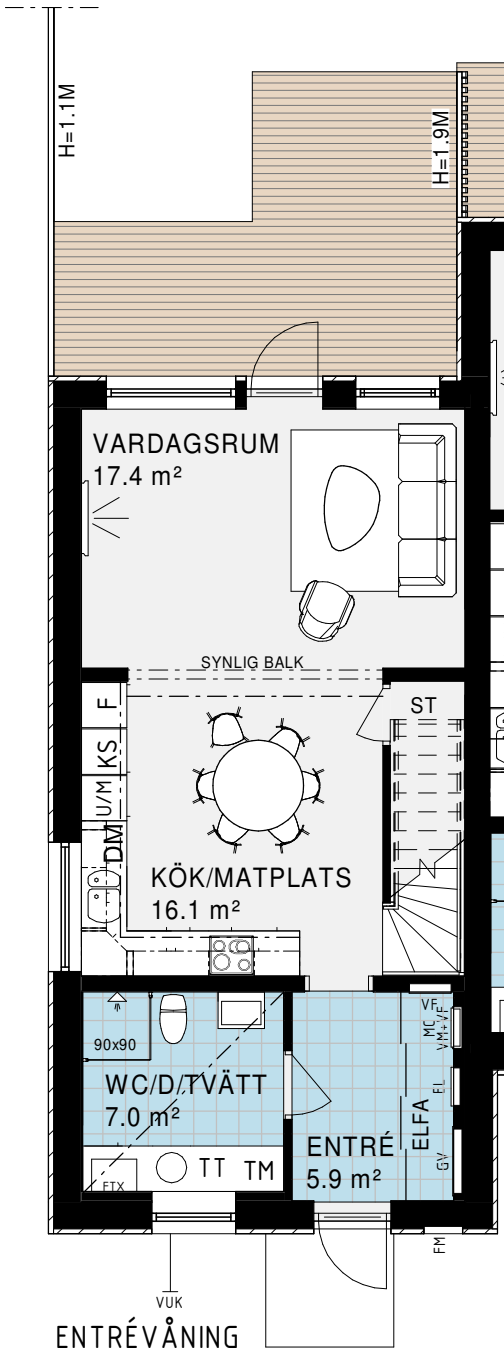 H=1.1M
H=1.9M
VARDAGSRUM
17.4 m²
SYNLIG BALK
F
ST
KS
U/M
DM
KÖK/MATPLATS
16.1 m²
VF
MC
VM+VF
90x90
WC/D/TVÄTT
7.0 m²
EL
ELFA
ENTRÉ
5.9 m²
GV
FTX
TT
TM
FM
VUK
ENTRÉVÅNING